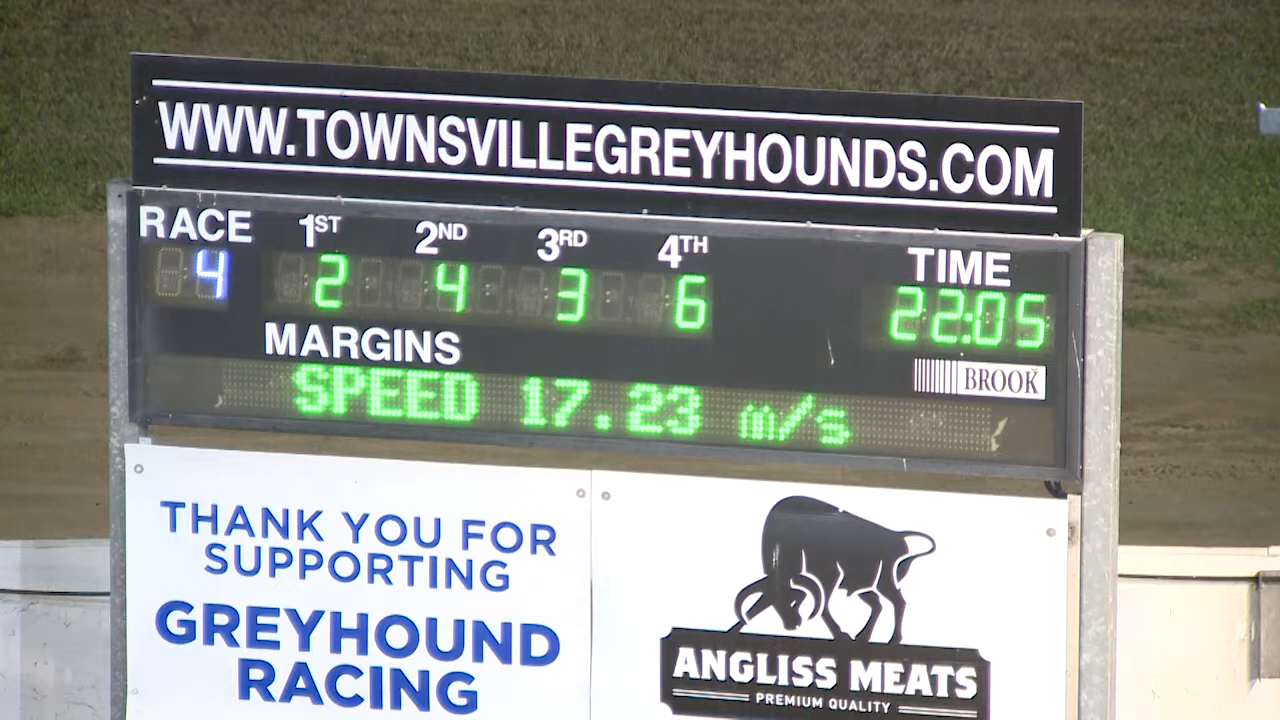 WWW.TOWNSVILLEGREYHOUNDS.COM
RACE 1ST 2ND 3RD 4TH TIME
4 2 4 3 6 22:05
MARGINS
BROOK
SPEED 17.23 m/s
THANK YOU FOR
SUPPORTING
GREYHOUND
RACING
ANGLISS MEATS
PREMIUM QUALITY